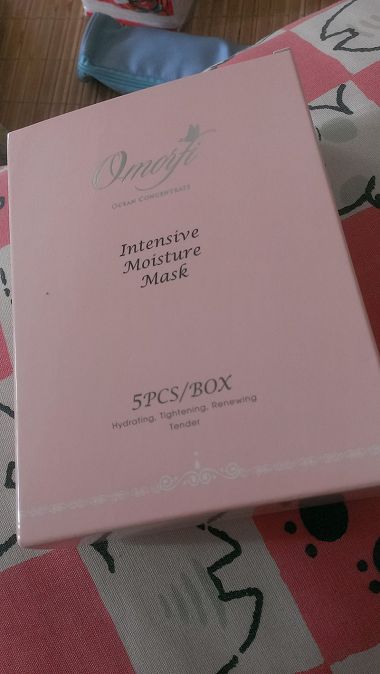 Omorfi
OCEAN CONCENTRATE
Intensive
Moisture
Mask
5PCS/BOX
Hydrating, Tightening, Renewing
Tender